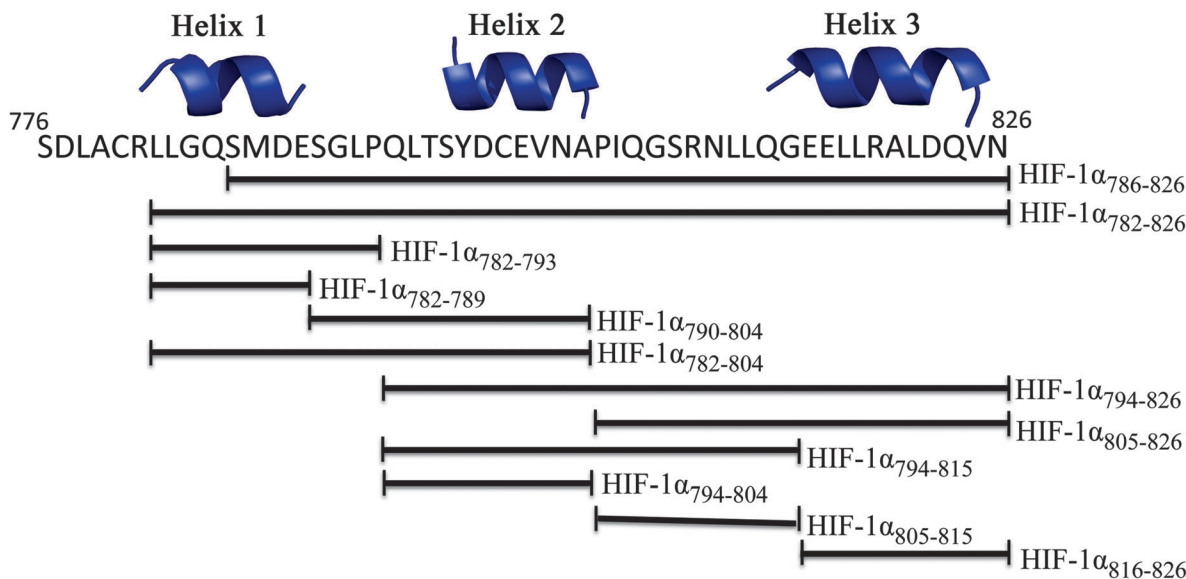 Helix 1 Helix 2 Helix 3
776 826
SDLACRLLGQSMDESGLPQLTSYDCEVNAPIQGSRNLLQGEELLRALDQVN
HIF-1α786-826
HIF-1α782-826
HIF-1α782-793
HIF-1α782-789
HIF-1α790-804
HIF-1α782-804
HIF-1α794-826
HIF-1α805-826
HIF-1α794-815
HIF-1α794-804
HIF-1α805-815
HIF-1α816-826